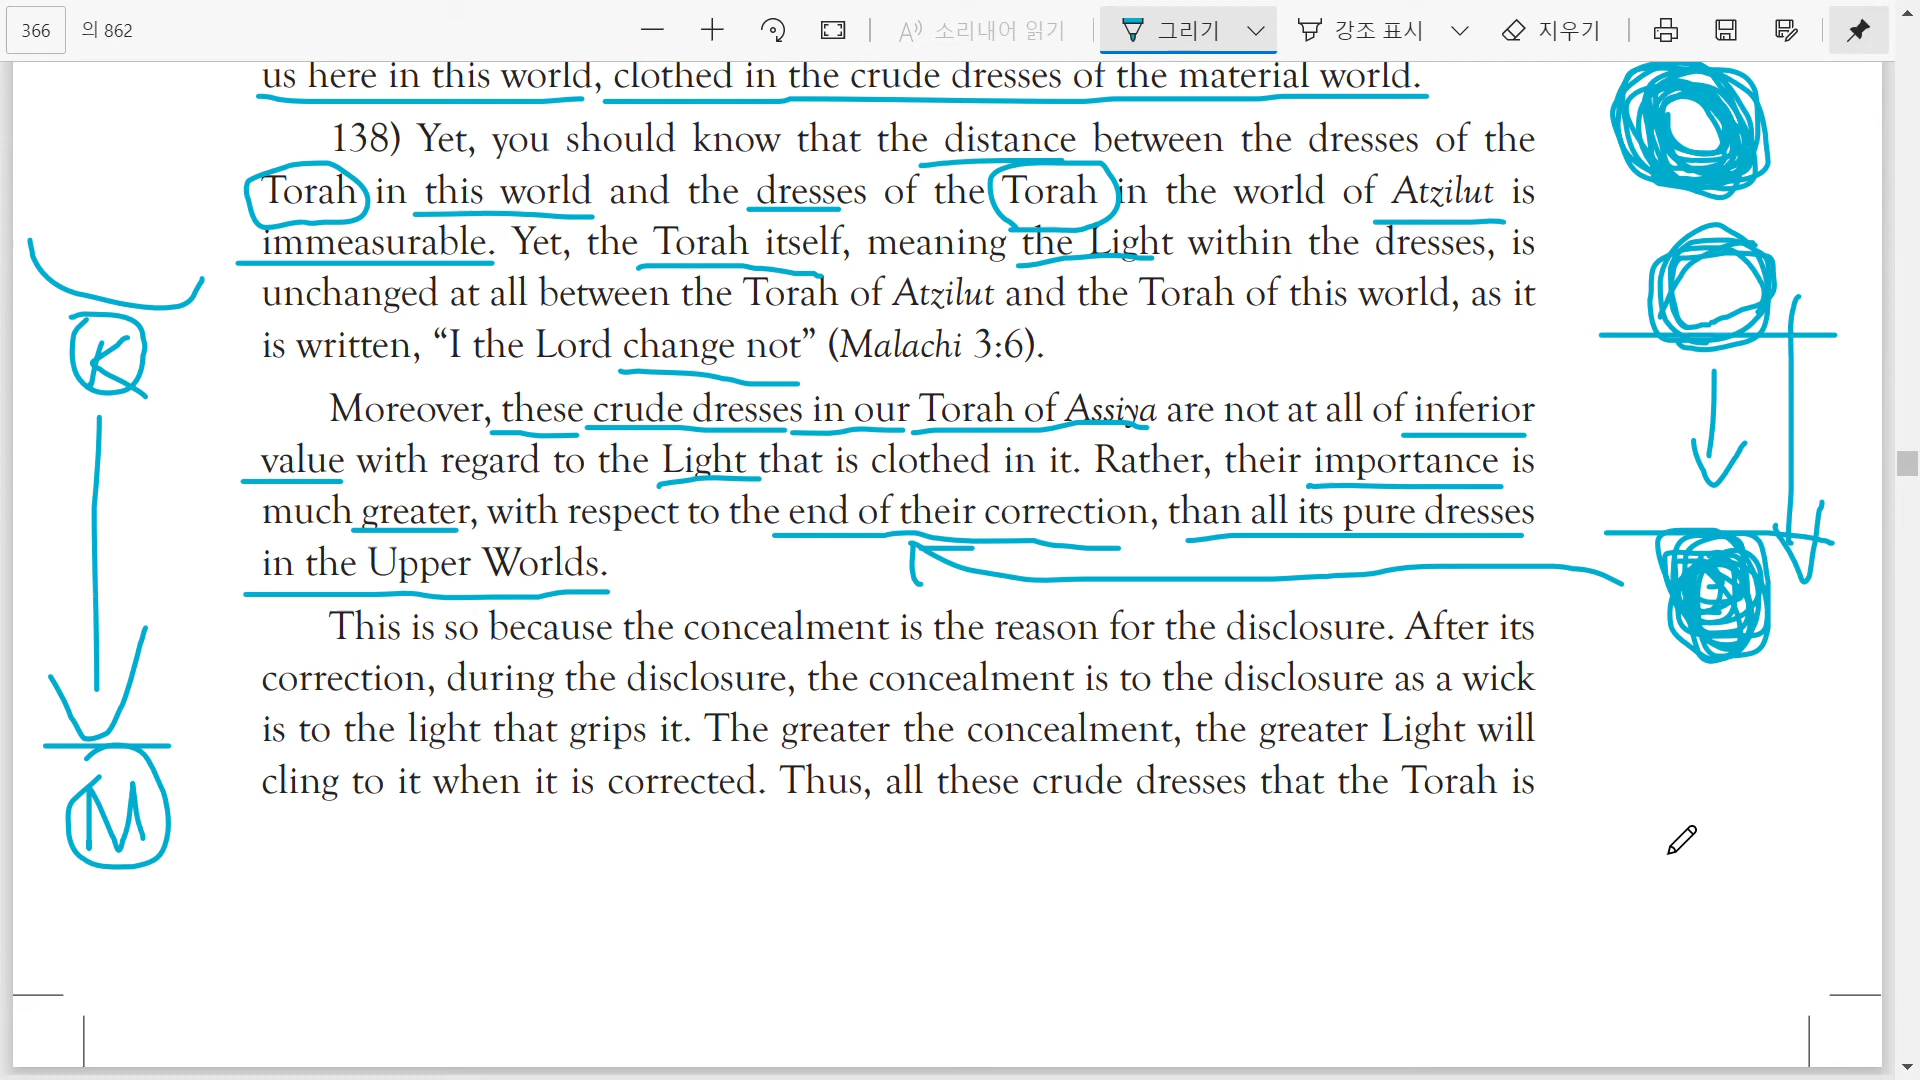 366 의 862 소리내어 읽기 그리기 강조 표시 지우기
us here in this world, clothed in the crude dresses of the material world.
138) Yet, you should know that the distance between the dresses of the
Torah in this world and the dresses of the Torah in the world of Atzilut is
immeasurable. Yet, the Torah itself, meaning the Light within the dresses, is
unchanged at all between the Torah of Atzilut and the Torah of this world, as it
is written, “I the Lord change not” (Malachi 3:6).
K
Moreover, these crude dresses in our Torah of Assiya are not at all of inferior
value with regard to the Light that is clothed in it. Rather, their importance is
much greater, with respect to the end of their correction, than all its pure dresses
in the Upper Worlds.
This is so because the concealment is the reason for the disclosure. After its
correction, during the disclosure, the concealment is to the disclosure as a wick
is to the light that grips it. The greater the concealment, the greater Light will
cling to it when it is corrected. Thus, all these crude dresses that the Torah is
M